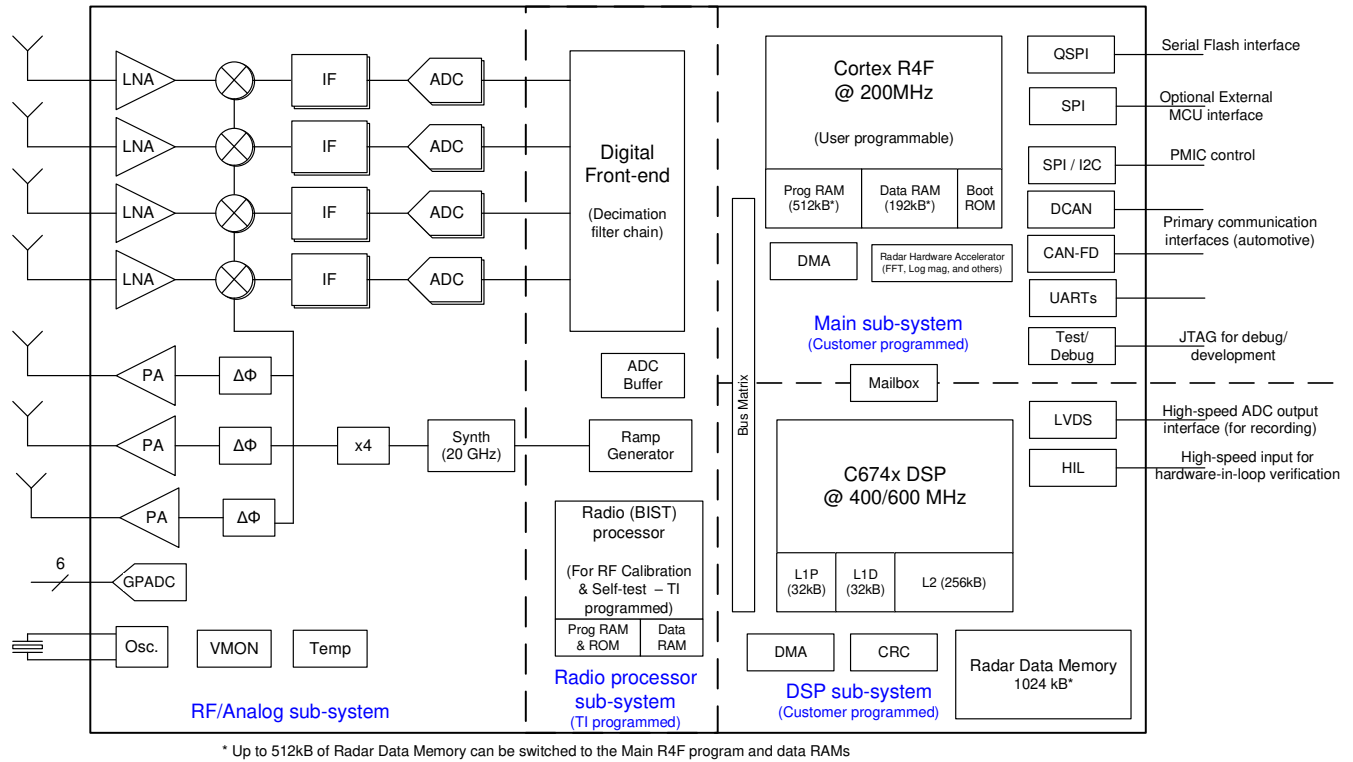 LNA
IF
ADC
LNA
IF
ADC
LNA
IF
ADC
LNA
IF
ADC
Digital
Front-end
(Decimation
filter chain)
PA
ΔΦ
PA
ΔΦ
PA
ΔΦ
x4
Synth
(20 GHz)
ADC
Buffer
Ramp
Generator
Radio (BIST)
processor
(For RF Calibration
& Self-test – TI
programmed)
Prog RAM
& ROM
Data
RAM
Radio processor
sub-system
(TI programmed)
6
GPADC
Osc.
VMON
Temp
RF/Analog sub-system
Bus Matrix
Cortex R4F
@ 200MHz
(User programmable)
Prog RAM
(512kB*)
Data RAM
(192kB*)
Boot
ROM
DMA
Radar Hardware Accelerator
(FFT, Log mag, and others)
Main sub-system
(Customer programmed)
Mailbox
C674x DSP
@ 400/600 MHz
L1P
(32kB)
L1D
(32kB)
L2 (256kB)
DMA
CRC
Radar Data Memory
1024 kB*
DSP sub-system
(Customer programmed)
QSPI
Serial Flash interface
SPI
Optional External
MCU interface
SPI / I2C
PMIC control
DCAN
Primary communication
interfaces (automotive)
CAN-FD
UARTs
Test/
Debug
JTAG for debug/
development
LVDS
High-speed ADC output
interface (for recording)
HIL
High-speed input for
hardware-in-loop verification
* Up to 512kB of Radar Data Memory can be switched to the Main R4F program and data RAMs